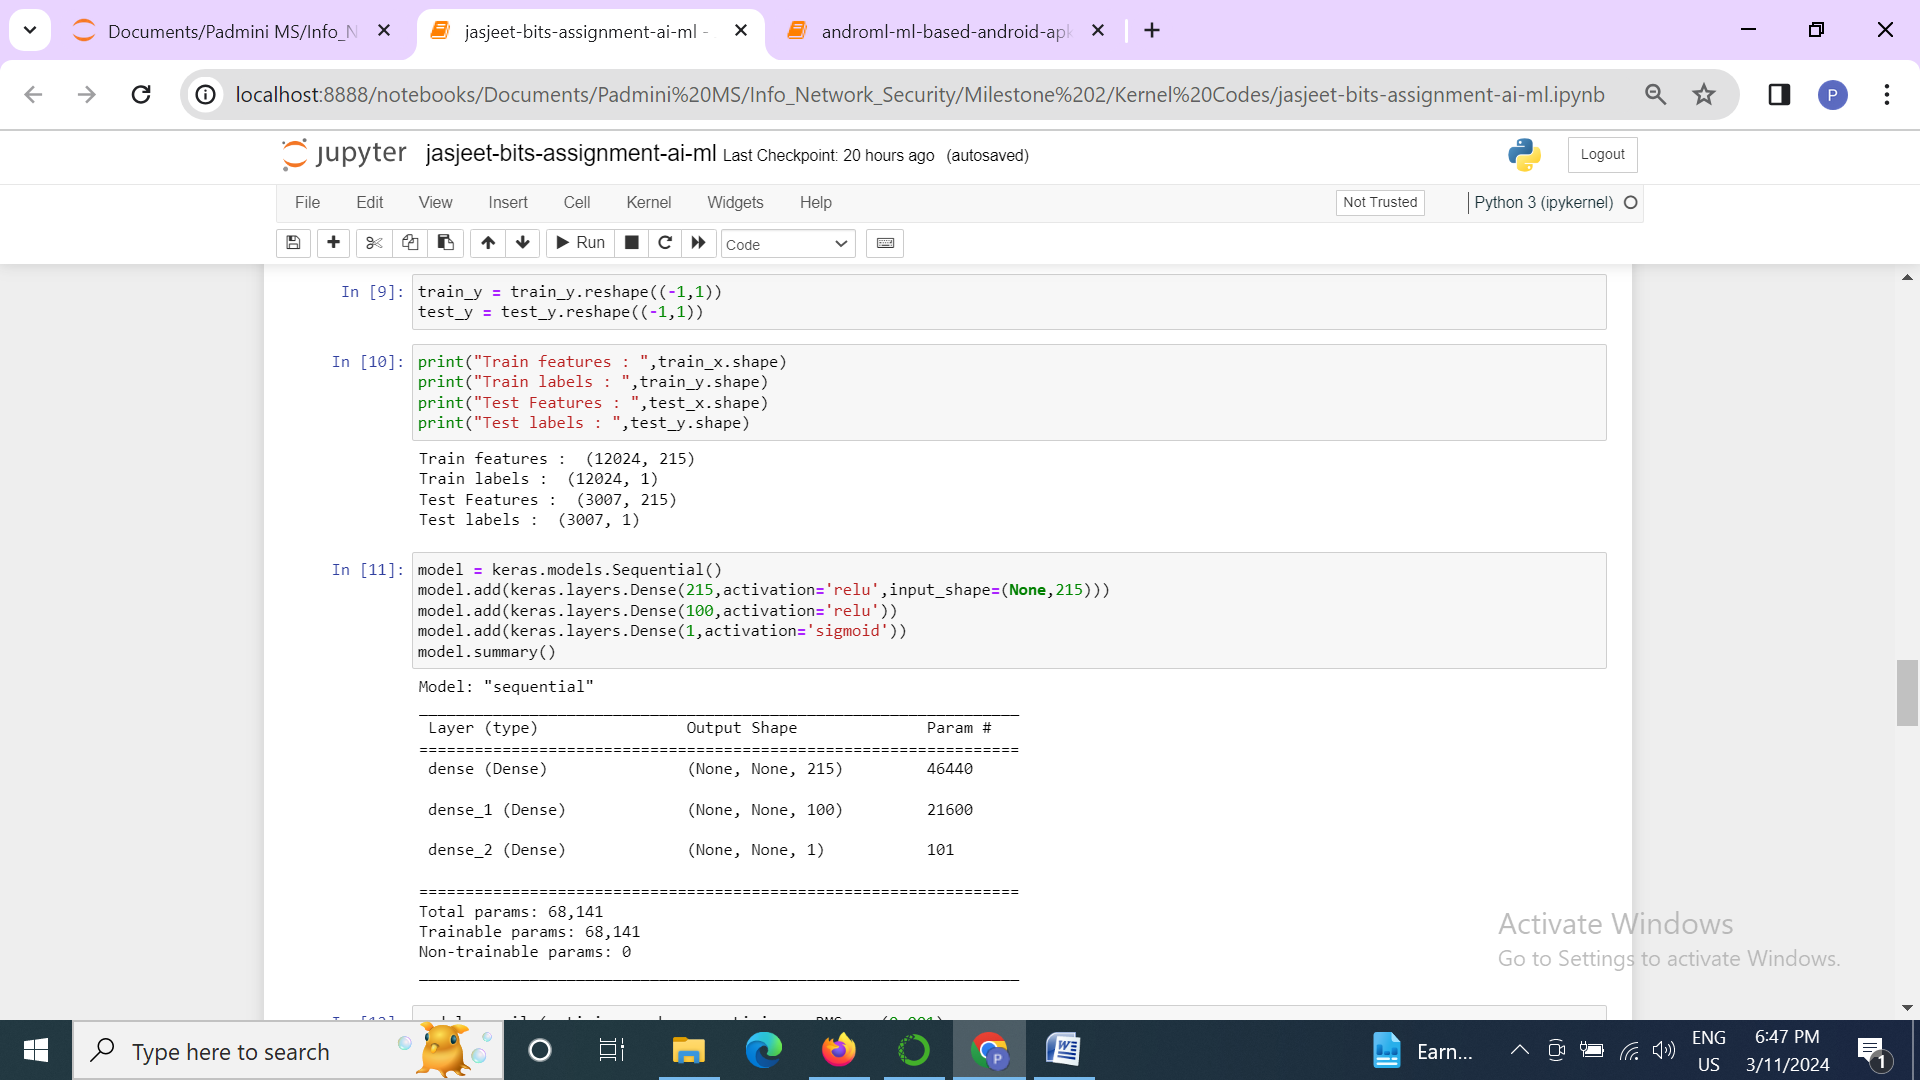 Documents/Padmini MS/Info_N
jasjeet-bits-assignment-ai-ml -
androml-ml-based-android-apk
localhost:8888/notebooks/Documents/Padmini%20MS/Info_Network_Security/Milestone%202/Kernel%20Codes/jasjeet-bits-assignment-ai-ml.ipynb
P
jupyter jasjeet-bits-assignment-ai-ml Last Checkpoint: 20 hours ago (autosaved)
Logout
File Edit View Insert Cell Kernel Widgets Help
Not Trusted
Python 3 (ipykernel)
Run
Code
In [9]: train_y = train_y.reshape((-1,1))
test_y = test_y.reshape((-1,1))
In [10]: print("Train features : ",train_x.shape)
print("Train labels : ",train_y.shape)
print("Test Features : ",test_x.shape)
print("Test labels : ",test_y.shape)
Train features :  (12024, 215)
Train labels :  (12024, 1)
Test Features :  (3007, 215)
Test labels :  (3007, 1)
In [11]: model = keras.models.Sequential()
model.add(keras.layers.Dense(215,activation='relu',input_shape=(None,215)))
model.add(keras.layers.Dense(100,activation='relu'))
model.add(keras.layers.Dense(1,activation='sigmoid'))
model.summary()
Model: "sequential"
Layer (type) Output Shape Param #
=================================================================
dense (Dense) (None, None, 215) 46440
dense_1 (Dense) (None, None, 100) 21600
dense_2 (Dense) (None, None, 1) 101
=================================================================
Total params: 68,141
Trainable params: 68,141
Non-trainable params: 0
Activate Windows
Go to Settings to activate Windows.
Type here to search
P
Earn...
ENG
US
6:47 PM
3/11/2024
1